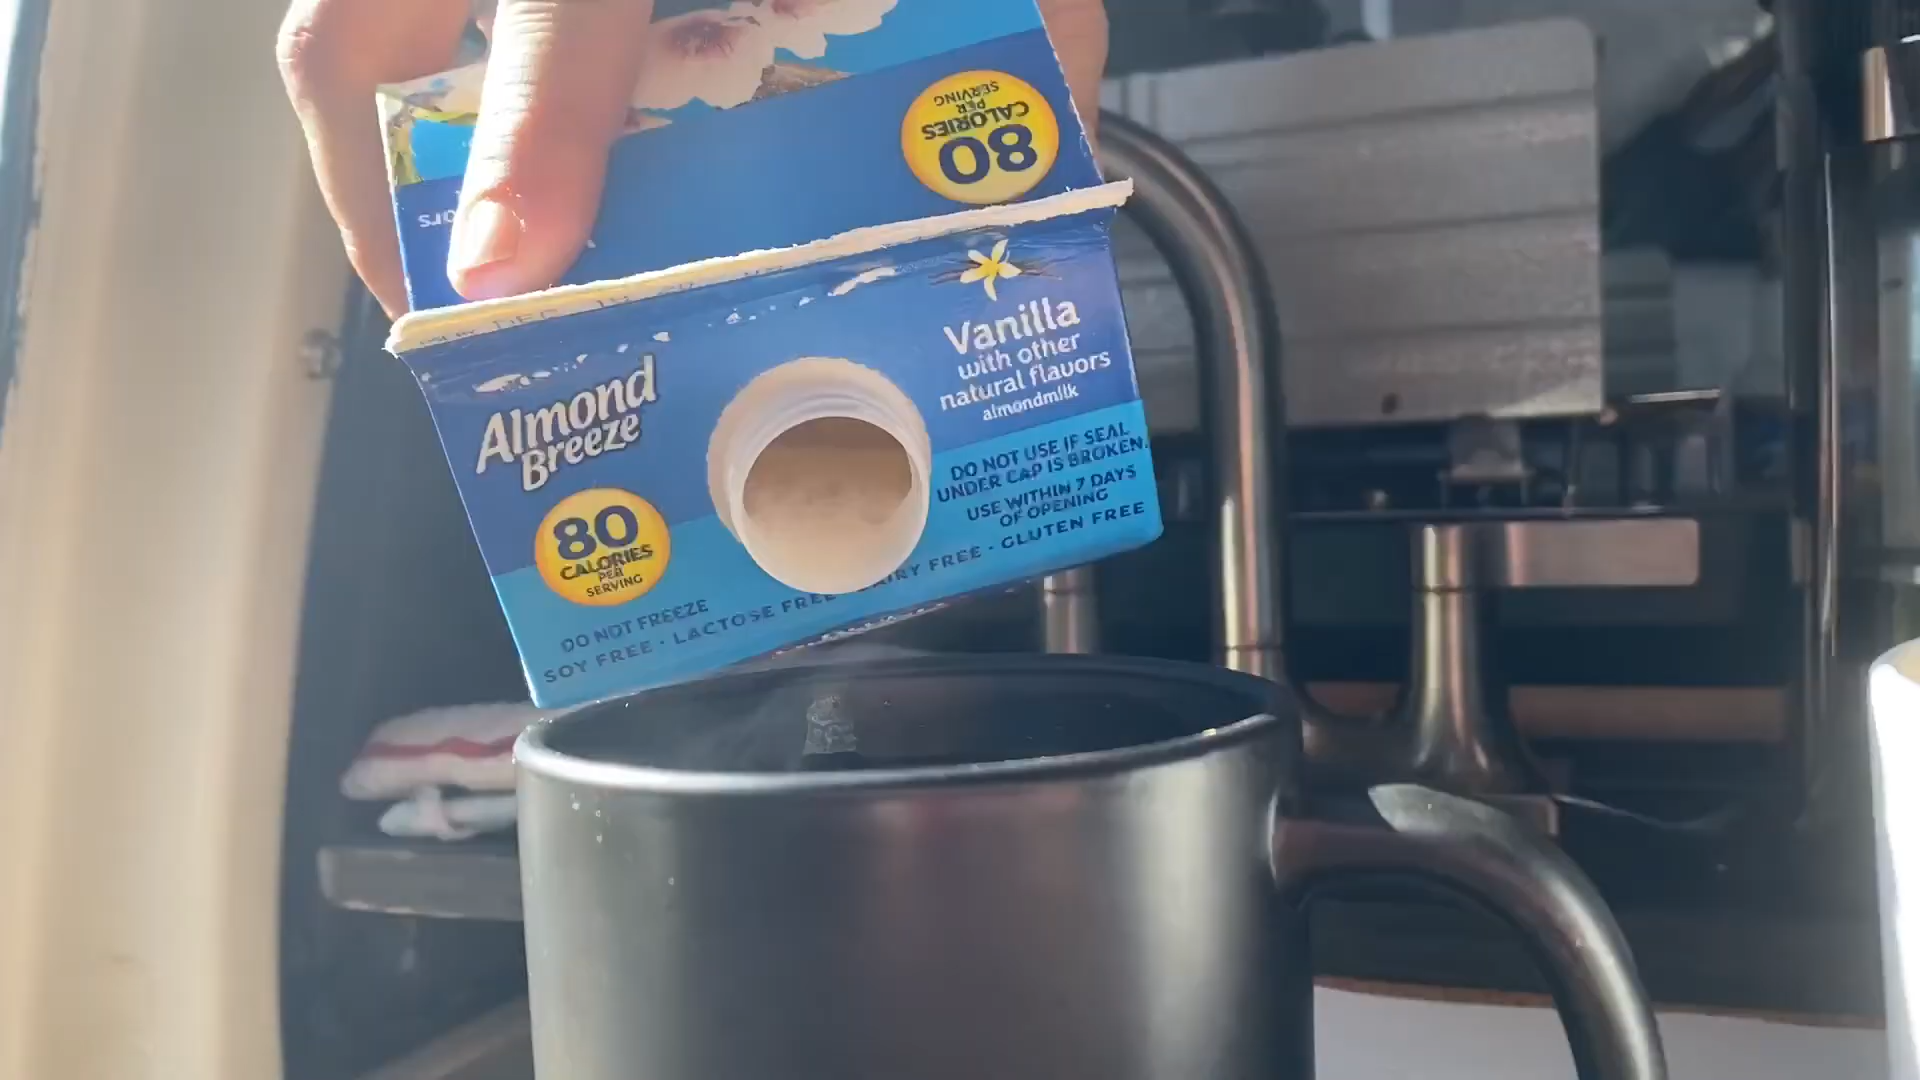 80
CALORIES
PER
SERVING
DEC
Almond
Breeze
Vanilla
with other
natural flavors
almondmilk
80
CALORIES
PER
SERVING
DO NOT USE IF SEAL
UNDER CAP IS BROKEN.
USE WITHIN 7 DAYS
OF OPENING
DO NOT FREEZE
SOY FREE · LACTOSE FREE FREE · GLUTEN FREE